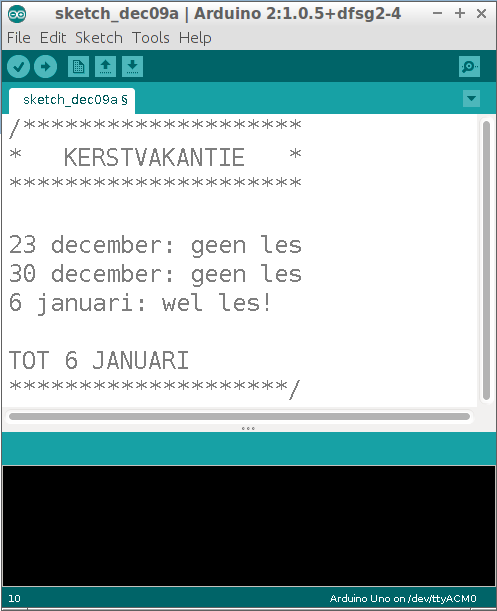 sketch_dec09a | Arduino 2:1.0.5+dfsg2-4
File Edit Sketch Tools Help
sketch_dec09a §
/********************
*   KERSTVAKANTIE   *
*********************

23 december: geen les
30 december: geen les
6 januari: wel les!

TOT 6 JANUARI
********************/
10
Arduino Uno on /dev/ttyACM0